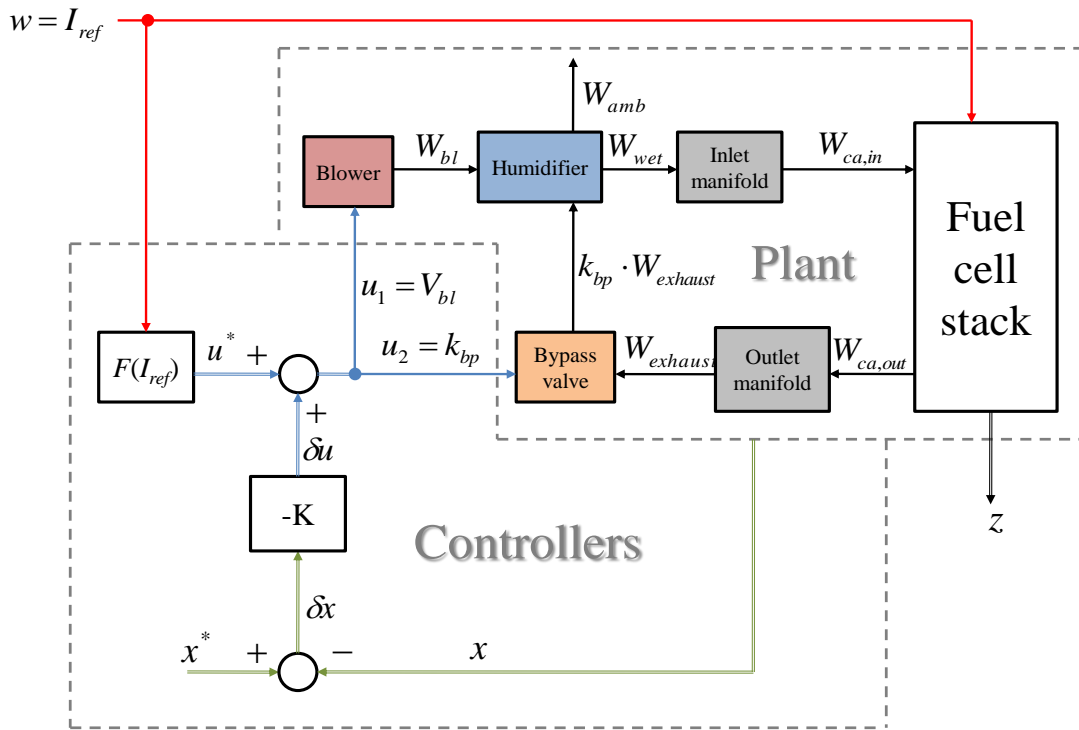 w = I_ref
W_amb
Blower
W_bl
Humidifier
W_wet
Inlet
manifold
W_ca,in
Fuel
cell
stack
k_bp · W_exhaust
Plant
u_1 = V_bl
F(I_ref)
u* +
u_2 = k_bp
Bypass
valve
W_exhaust
Outlet
manifold
W_ca,out
+
δu
-K
z
Controllers
δx
x* + − x